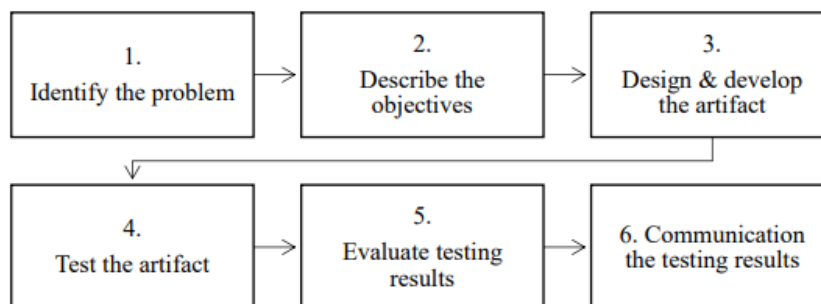 1.
Identify the problem
2.
Describe the
objectives
3.
Design & develop
the artifact
4.
Test the artifact
5.
Evaluate testing
results
6. Communication
the testing results